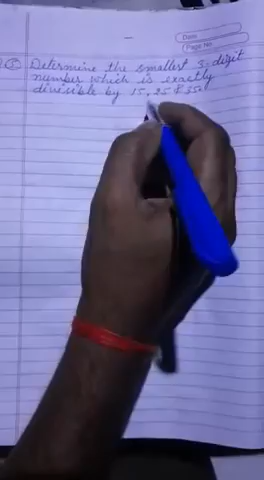 Date
Page No
Determine the smallest 3-digit
number which is exactly
divisible by 15, 25 & 35.